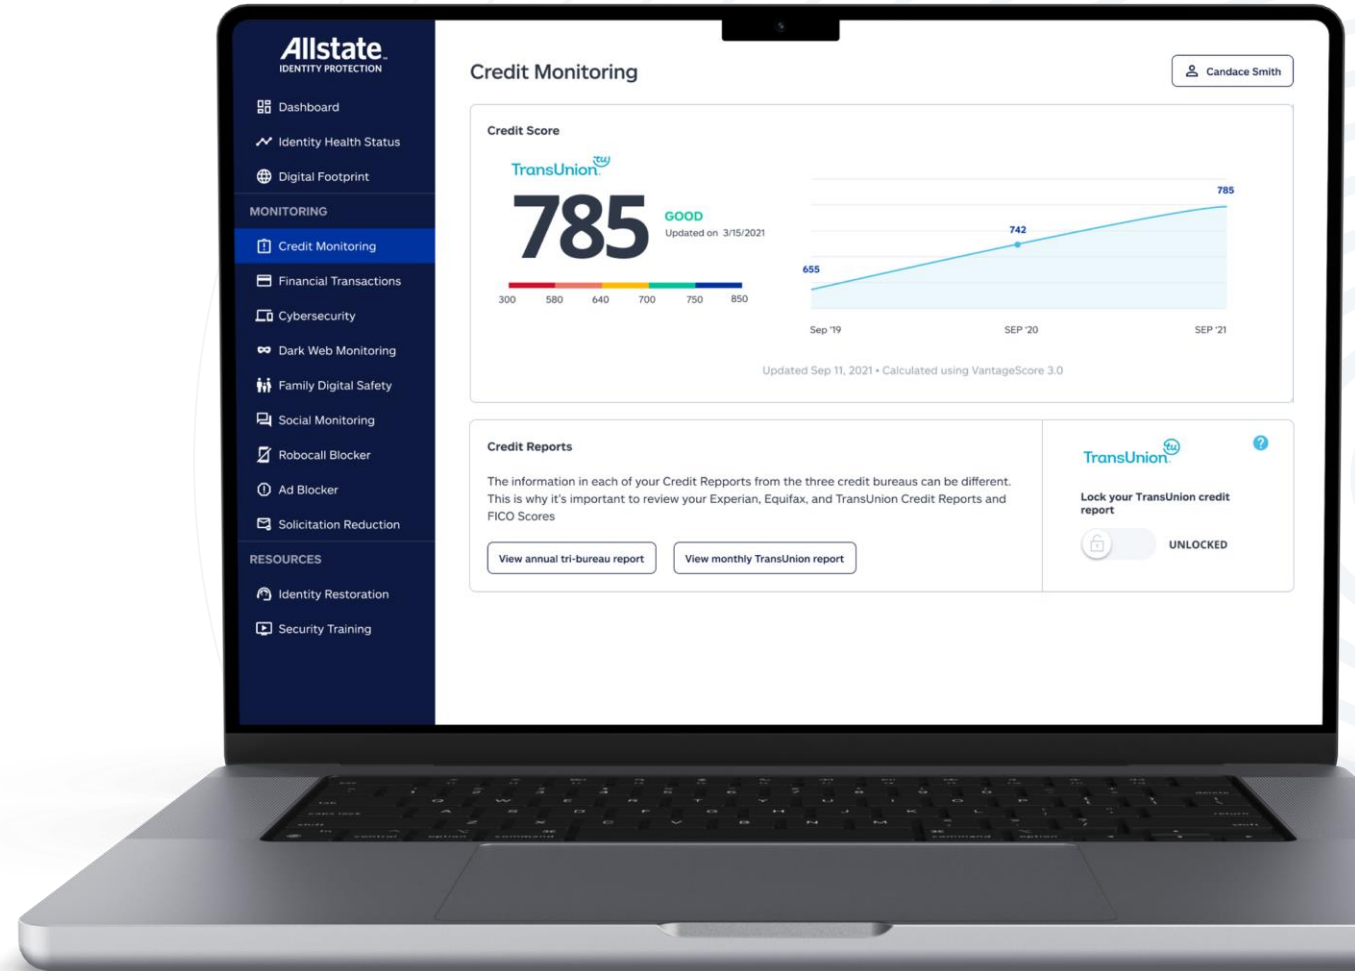 Allstate
IDENTITY PROTECTION
Dashboard
Identity Health Status
Digital Footprint
MONITORING
Credit Monitoring
Financial Transactions
Cybersecurity
Dark Web Monitoring
Family Digital Safety
Social Monitoring
Robocall Blocker
Ad Blocker
Solicitation Reduction
RESOURCES
Identity Restoration
Security Training
Credit Monitoring
Candace Smith
Credit Score
TransUnion tu
785
GOOD
Updated on 3/15/2021
300 580 640 700 750 850
655
742
785
Sep '19 SEP '20 SEP '21
Updated Sep 11, 2021 • Calculated using VantageScore 3.0
Credit Reports
The information in each of your Credit Repports from the three credit bureaus can be different.
This is why it's important to review your Experian, Equifax, and TransUnion Credit Reports and
FICO Scores
View annual tri-bureau report
View monthly TransUnion report
TransUnion tu
?
Lock your TransUnion credit
report
UNLOCKED